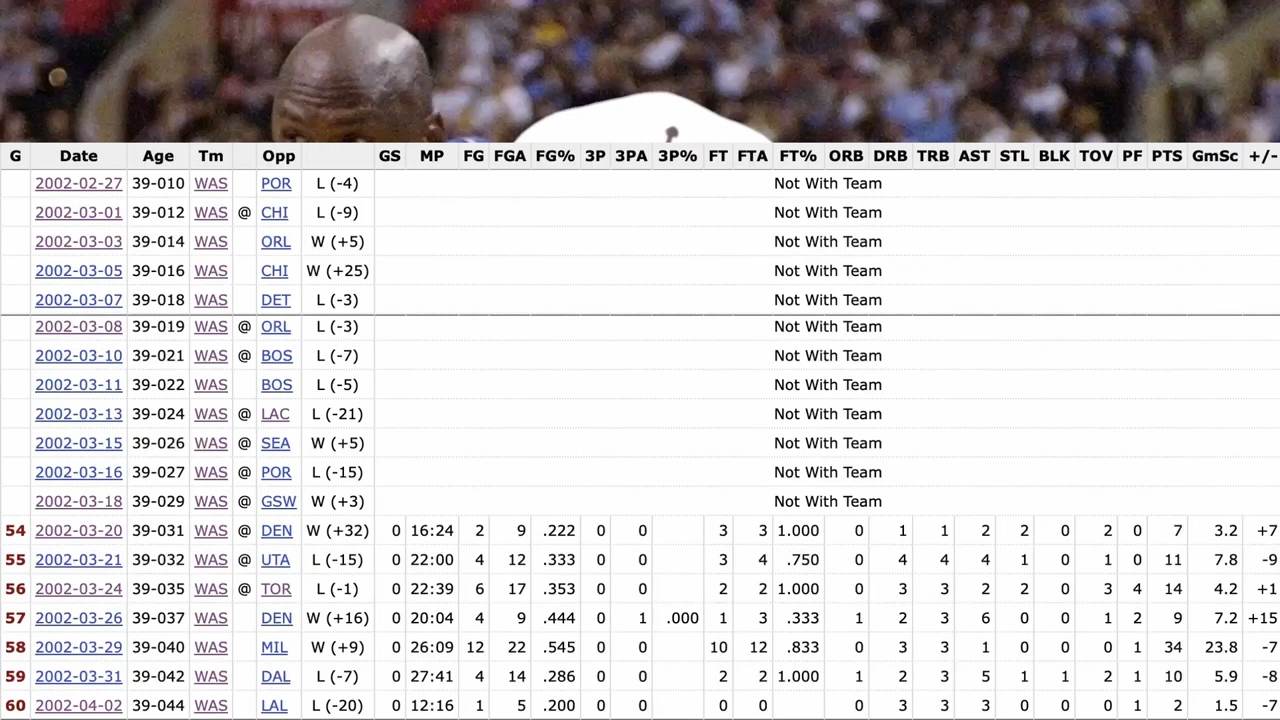 G Date Age Tm Opp GS MP FG FGA FG% 3P 3PA 3P% FT FTA FT% ORB DRB TRB AST STL BLK TOV PF PTS GmSc +/-
2002-02-27 39-010 WAS POR L (-4) Not With Team
2002-03-01 39-012 WAS @ CHI L (-9) Not With Team
2002-03-03 39-014 WAS ORL W (+5) Not With Team
2002-03-05 39-016 WAS CHI W (+25) Not With Team
2002-03-07 39-018 WAS DET L (-3) Not With Team
2002-03-08 39-019 WAS @ ORL L (-3) Not With Team
2002-03-10 39-021 WAS @ BOS L (-7) Not With Team
2002-03-11 39-022 WAS BOS L (-5) Not With Team
2002-03-13 39-024 WAS @ LAC L (-21) Not With Team
2002-03-15 39-026 WAS @ SEA W (+5) Not With Team
2002-03-16 39-027 WAS @ POR L (-15) Not With Team
2002-03-18 39-029 WAS @ GSW W (+3) Not With Team
54 2002-03-20 39-031 WAS @ DEN W (+32) 0 16:24 2 9 .222 0 0 3 3 1.000 0 1 1 2 2 0 2 0 7 3.2 +7
55 2002-03-21 39-032 WAS @ UTA L (-15) 0 22:00 4 12 .333 0 0 3 4 .750 0 4 4 4 1 0 1 0 11 7.8 -9
56 2002-03-24 39-035 WAS @ TOR L (-1) 0 22:39 6 17 .353 0 0 2 2 1.000 0 3 3 2 2 0 3 4 14 4.2 +1
57 2002-03-26 39-037 WAS DEN W (+16) 0 20:04 4 9 .444 0 1 .000 1 3 .333 1 2 3 6 0 0 1 2 9 7.2 +15
58 2002-03-29 39-040 WAS MIL W (+9) 0 26:09 12 22 .545 0 0 10 12 .833 0 3 3 1 0 0 0 1 34 23.8 -7
59 2002-03-31 39-042 WAS DAL L (-7) 0 27:41 4 14 .286 0 0 2 2 1.000 1 2 3 5 1 1 2 1 10 5.9 -8
60 2002-04-02 39-044 WAS LAL L (-20) 0 12:16 1 5 .200 0 0 0 0 0 3 3 3 0 0 0 1 2 1.5 -7